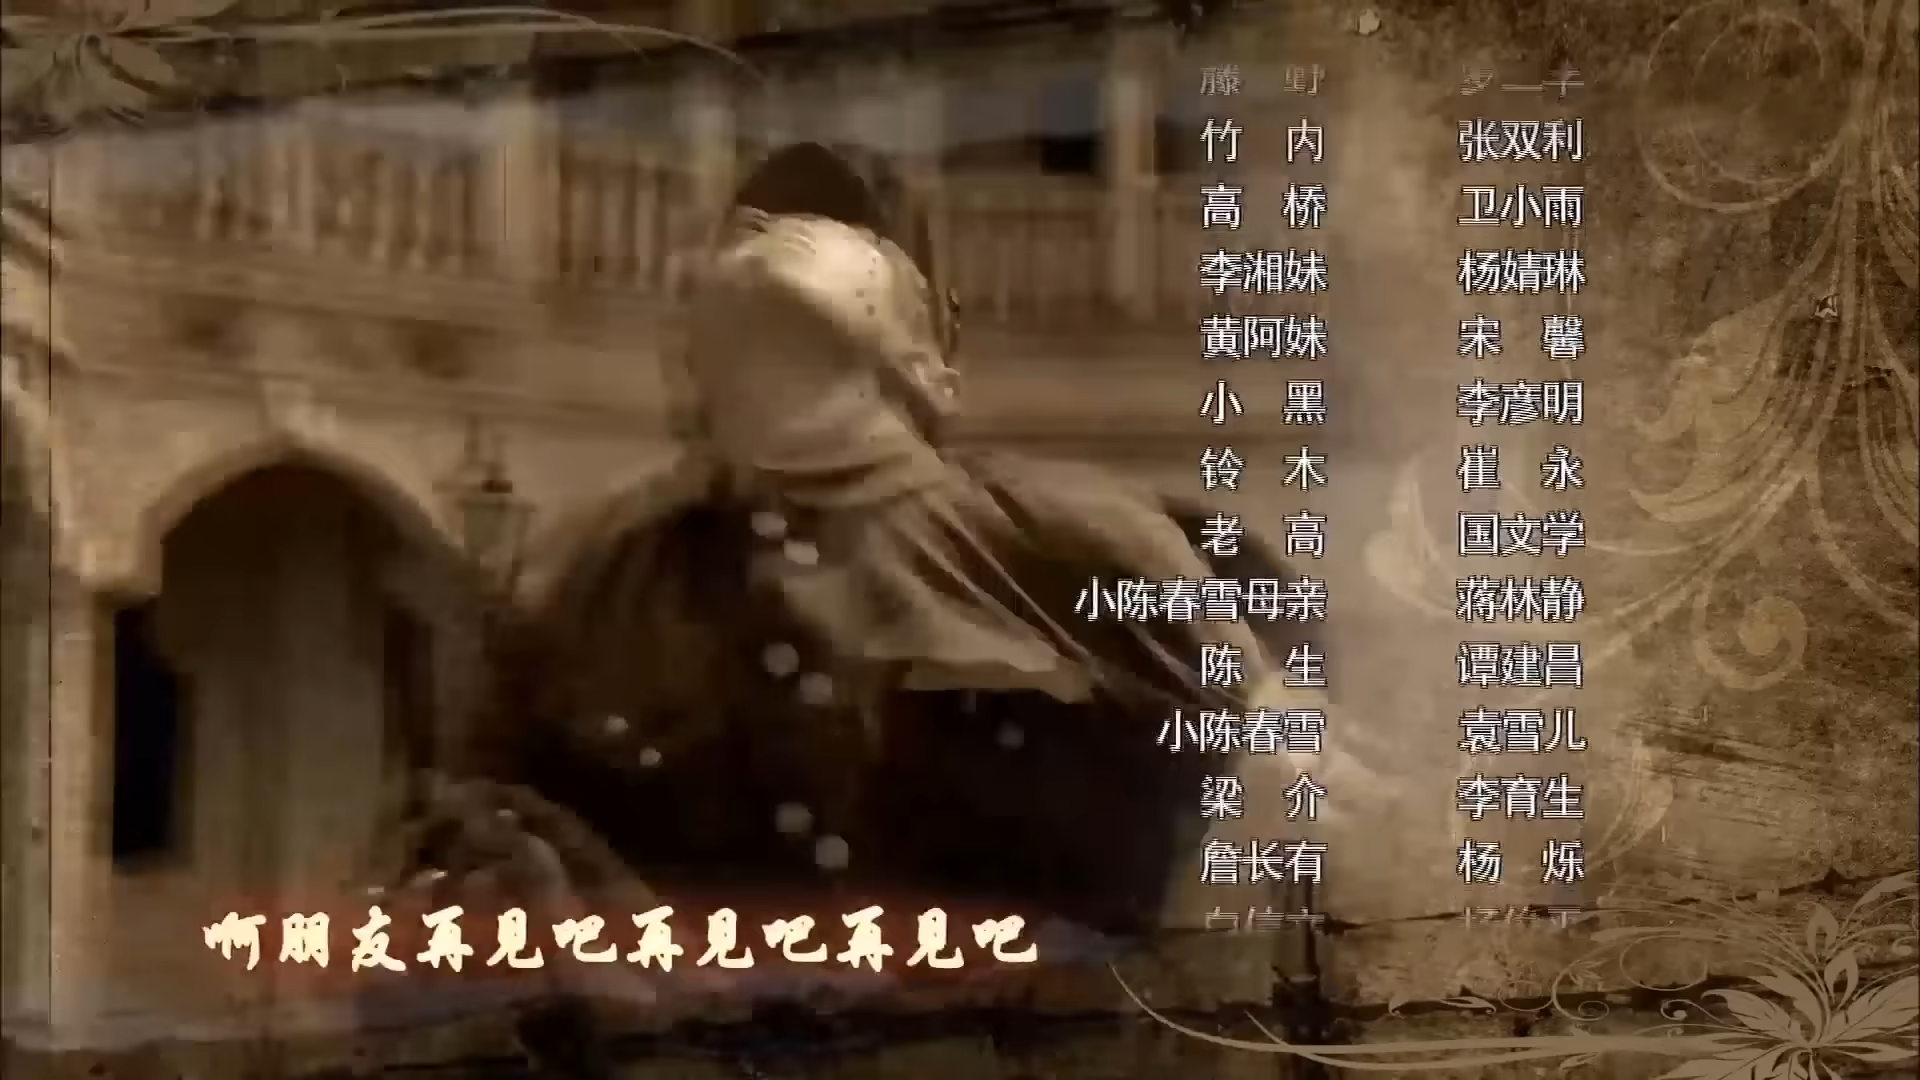 藤 野
竹 内 张双利
高 桥 卫小雨
李湘妹 杨婧琳
黄阿妹 宋 馨
小 黑 李彦明
铃 木 崔 永
老 高 国文学
小陈春雪母亲 蒋林静
陈 生 谭建昌
小陈春雪 袁雪儿
梁 介 李育生
詹长有 杨 烁
啊朋友再见吧再见吧再见吧